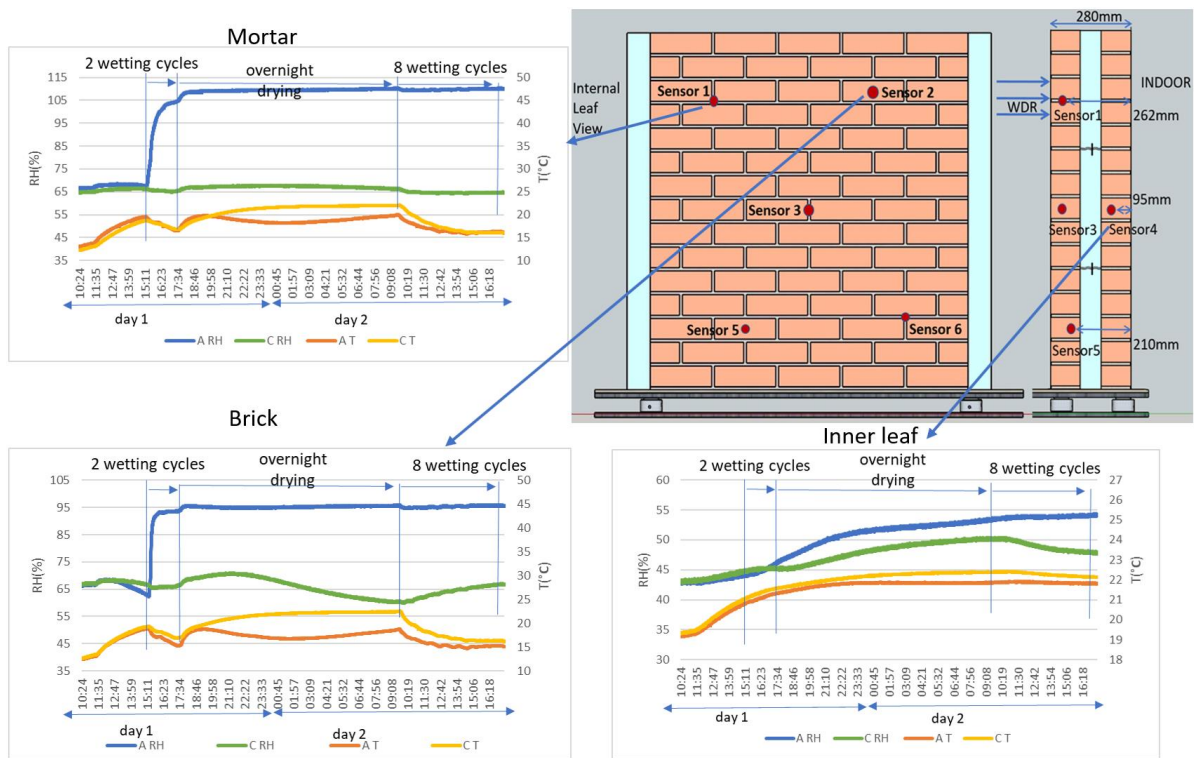 Mortar
2 wetting cycles
overnight
drying
8 wetting cycles
115
105
95
85
75
65
55
45
35
RH(%)
50
45
40
35
30
25
20
15
10
T(°C)
10:24
11:35
12:47
13:59
15:11
16:23
17:34
18:46
19:58
21:10
22:22
23:33
00:45
01:57
03:09
04:21
05:32
06:44
07:56
09:08
10:19
11:30
12:42
13:54
15:06
16:18
day 1
day 2
A RH
C RH
A T
C T
280mm
Internal
Leaf
View
Sensor 1
Sensor 2
Sensor 3
Sensor 5
Sensor 6
WDR
INDOOR
Sensor1
262mm
95mm
Sensor3
Sensor4
210mm
Sensor5
Brick
2 wetting cycles
overnight
drying
8 wetting cycles
105
95
85
75
65
55
45
35
RH(%)
50
45
40
35
30
25
20
15
10
T(°C)
10:24
11:35
12:47
13:59
15:11
16:23
17:34
18:46
19:58
21:10
22:22
23:33
00:45
01:57
03:09
04:21
05:32
06:44
07:56
09:08
10:19
11:30
12:42
13:54
15:06
16:18
day 1
day 2
A RH
C RH
A T
C T
Inner leaf
2 wetting cycles
overnight
drying
8 wetting cycles
60
55
50
45
40
35
30
RH(%)
27
26
25
24
23
22
21
20
19
18
T(°C)
10:24
11:35
12:47
13:59
15:11
16:23
17:34
18:46
19:58
21:10
22:22
23:33
00:45
01:57
03:09
04:21
05:32
06:44
07:56
09:08
10:19
11:30
12:42
13:54
15:06
16:18
day 1
day 2
A RH
C RH
A T
C T